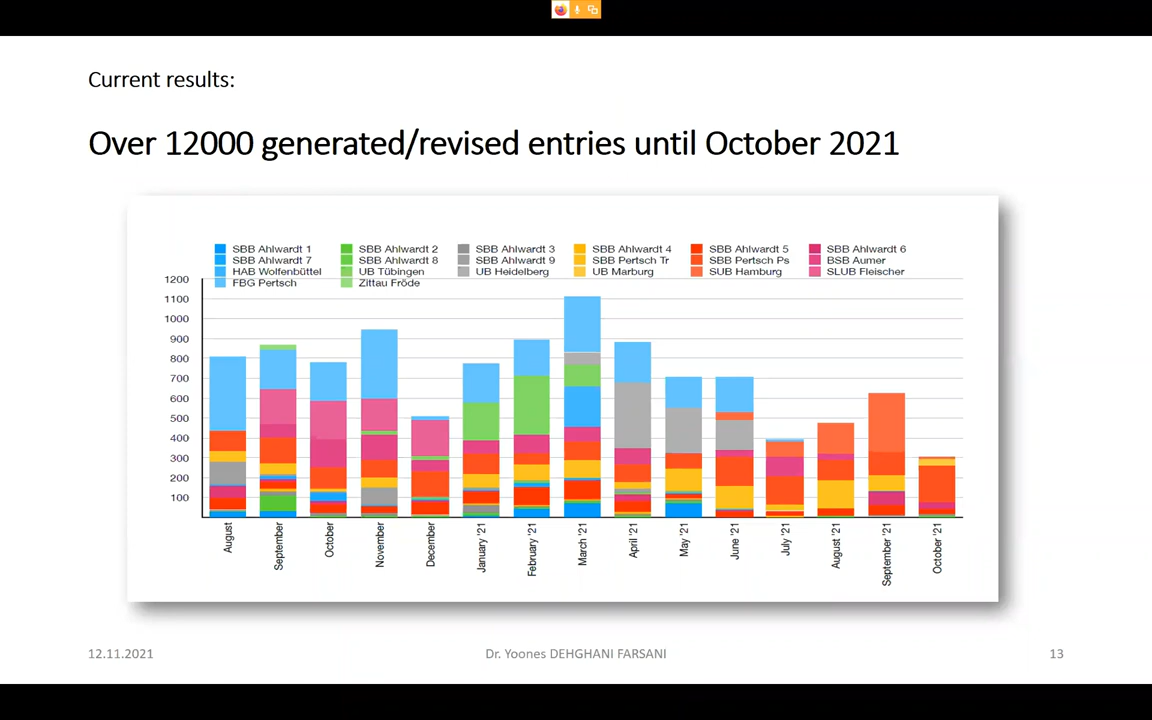 Current results:
Over 12000 generated/revised entries until October 2021
SBB Ahlwardt 1 SBB Ahlwardt 2 SBB Ahlwardt 3 SBB Ahlwardt 4 SBB Ahlwardt 5 SBB Ahlwardt 6
SBB Ahlwardt 7 SBB Ahlwardt 8 SBB Ahlwardt 9 SBB Pertsch Tr SBB Pertsch Ps BSB Aumer
HAB Wolfenbüttel UB Tübingen UB Heidelberg UB Marburg SUB Hamburg SLUB Fleischer
FBG Pertsch Zittau Fröde
1200
1100
1000
900
800
700
600
500
400
300
200
100
August September October November December January '21 February '21 March '21 April '21 May '21 June '21 July '21 August '21 September '21 October '21
12.11.2021 Dr. Yoones DEHGHANI FARSANI 13